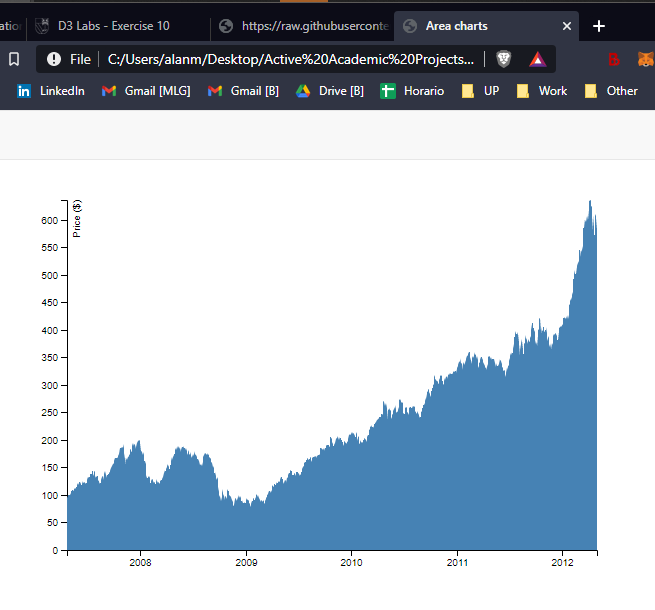 atior
D3 Labs - Exercise 10
https://raw.githubuserconte
Area charts
File
C:/Users/alanm/Desktop/Active%20Academic%20Projects...
LinkedIn
Gmail [MLG]
Gmail [B]
Drive [B]
Horario
UP
Work
Other
Price ($)
600
550
500
450
400
350
300
250
200
150
100
50
0
2008
2009
2010
2011
2012